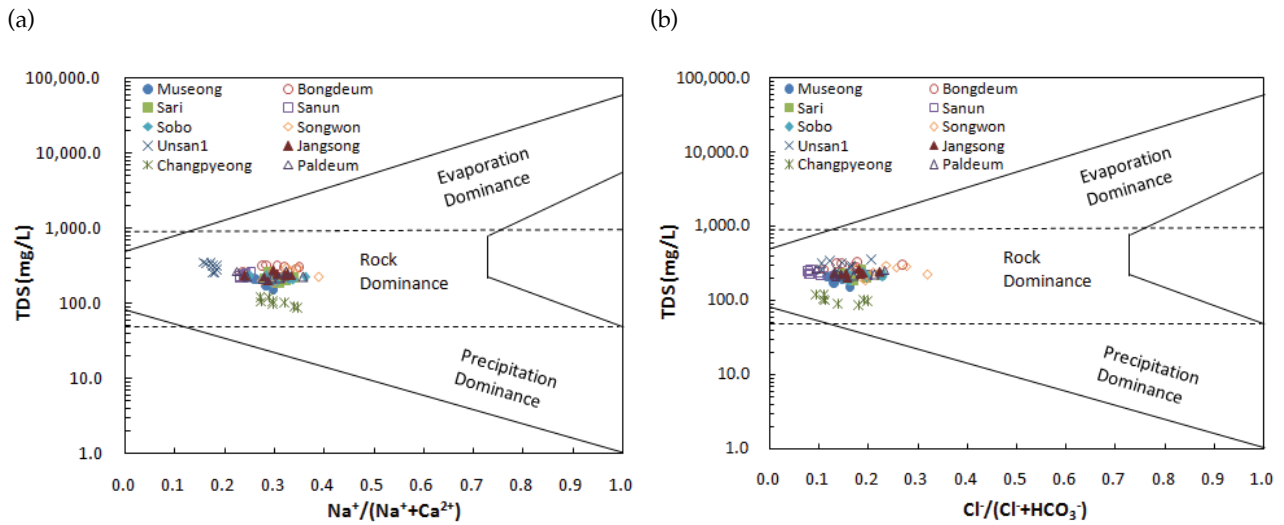 (a)
100,000.0
10,000.0
1,000.0
100.0
10.0
1.0
TDS(mg/L)
Museong Bongdeum
Sari Sanun
Sobo Songwon
Unsan1 Jangsong
Changpyeong Paldeum
Evaporation
Dominance
Rock
Dominance
Precipitation
Dominance
0.0 0.1 0.2 0.3 0.4 0.5 0.6 0.7 0.8 0.9 1.0
Na⁺/(Na⁺+Ca²⁺)
(b)
100,000.0
10,000.0
1,000.0
100.0
10.0
1.0
TDS(mg/L)
Museong Bongdeum
Sari Sanun
Sobo Songwon
Unsan1 Jangsong
Changpyeong Paldeum
Evaporation
Dominance
Rock
Dominance
Precipitation
Dominance
0.0 0.1 0.2 0.3 0.4 0.5 0.6 0.7 0.8 0.9 1.0
Cl⁻/(Cl⁻+HCO₃⁻)